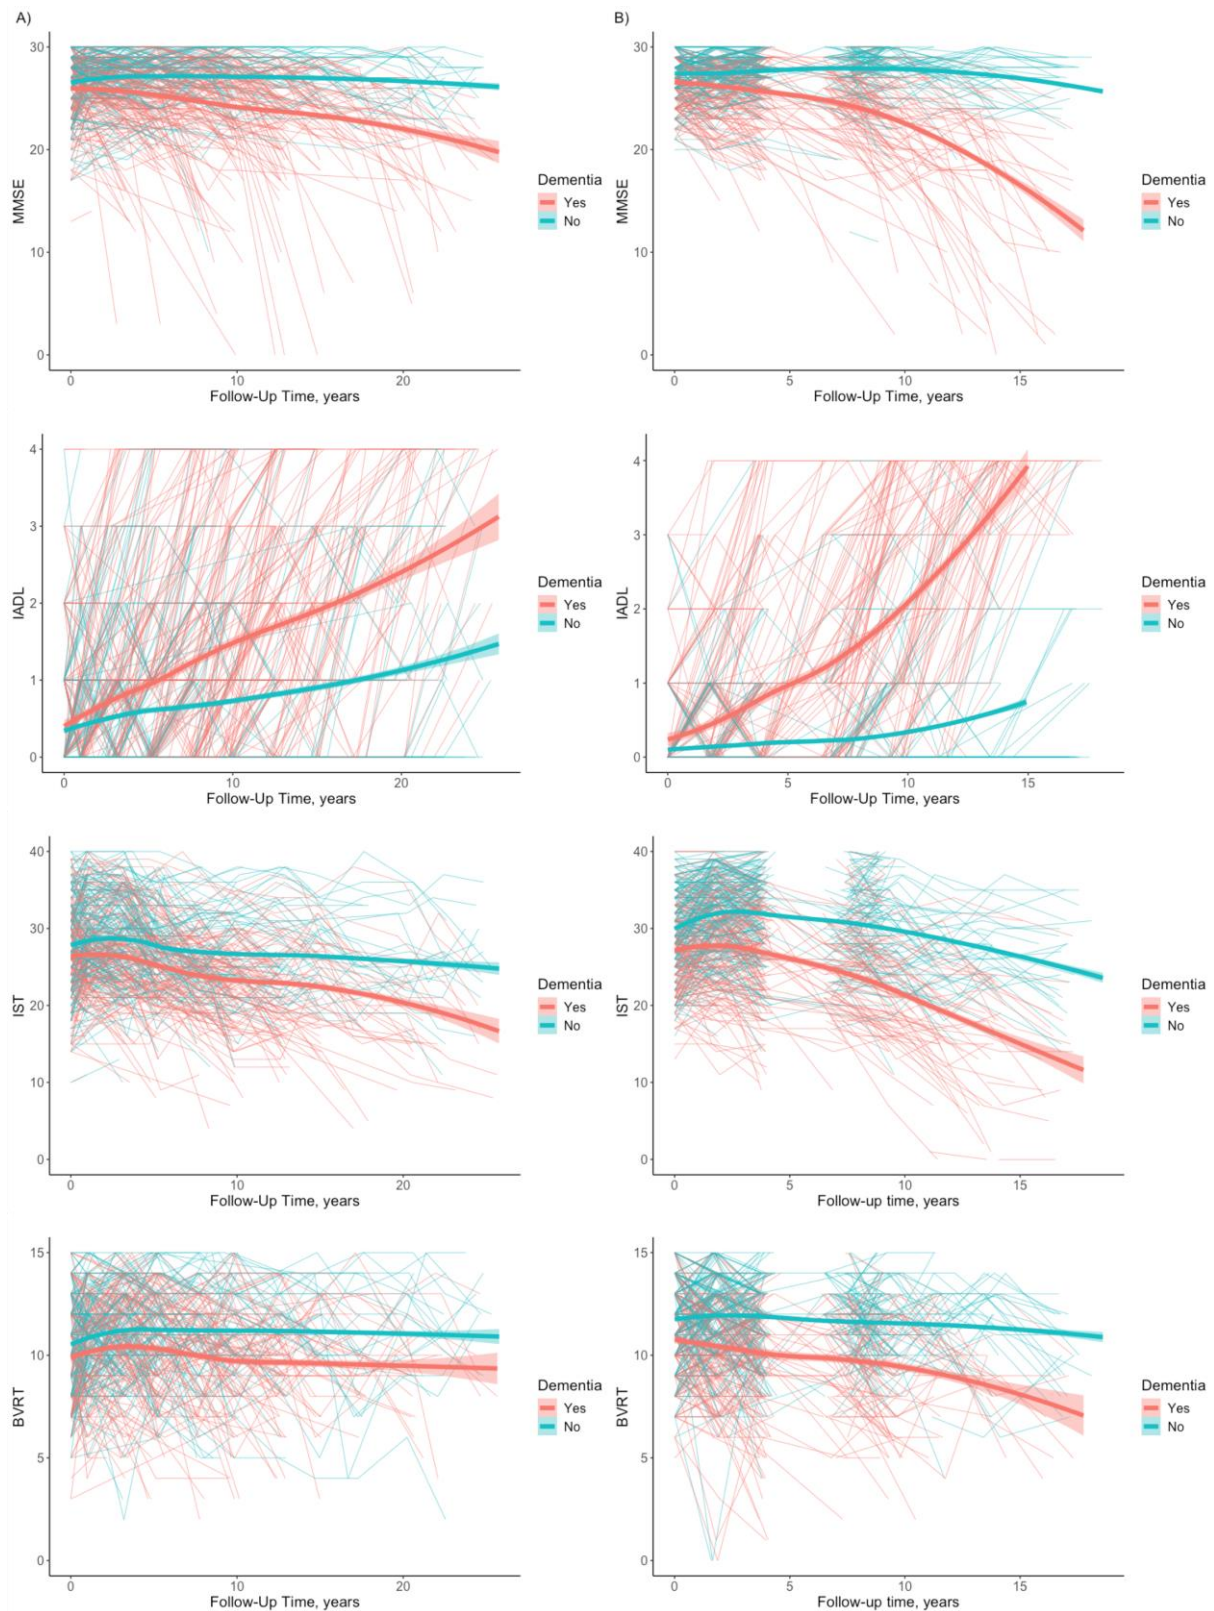 A)
B)
30
20
10
0
MMSE
0 10 20
Follow-Up Time, years
Dementia
Yes
No
30
20
10
0
MMSE
0 5 10 15
Follow-Up Time, years
Dementia
Yes
No
4
3
2
1
0
IADL
0 10 20
Follow-Up Time, years
Dementia
Yes
No
4
3
2
1
0
IADL
0 5 10 15
Follow-Up Time, years
Dementia
Yes
No
40
30
20
10
0
IST
0 10 20
Follow-Up Time, years
Dementia
Yes
No
40
30
20
10
0
IST
0 5 10 15
Follow-up time, years
Dementia
Yes
No
15
10
5
0
BVRT
0 10 20
Follow-Up Time, years
Dementia
Yes
No
15
10
5
0
BVRT
0 5 10 15
Follow-up time, years
Dementia
Yes
No